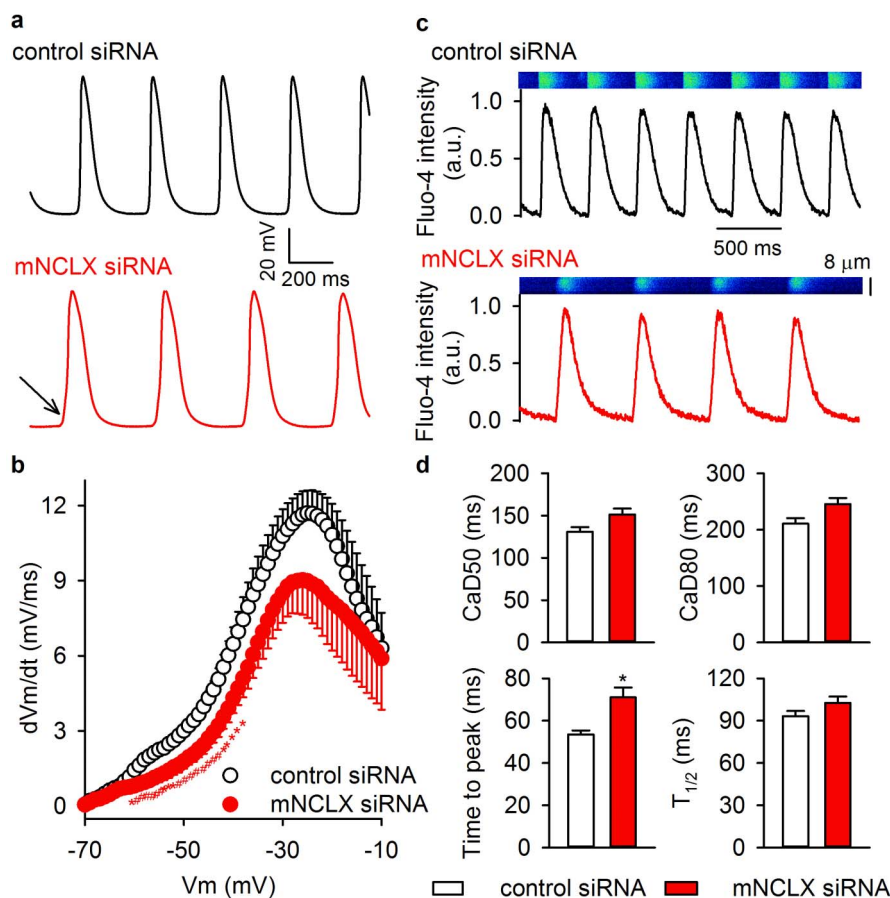 a
control siRNA
20 mV
200 ms
mNCLX siRNA
b
dVm/dt (mV/ms)
12
9
6
3
0
control siRNA
mNCLX siRNA
-70
-50
-30
-10
Vm (mV)
c
control siRNA
Fluo-4 intensity
(a.u.)
1.0
0.5
0.0
500 ms
mNCLX siRNA
8 μm
Fluo-4 intensity
(a.u.)
1.0
0.5
0.0
d
CaD50 (ms)
200
150
100
50
0
CaD80 (ms)
300
200
100
0
Time to peak
(ms)
80
60
40
20
0
*
T1/2 (ms)
120
90
60
30
0
control siRNA
mNCLX siRNA